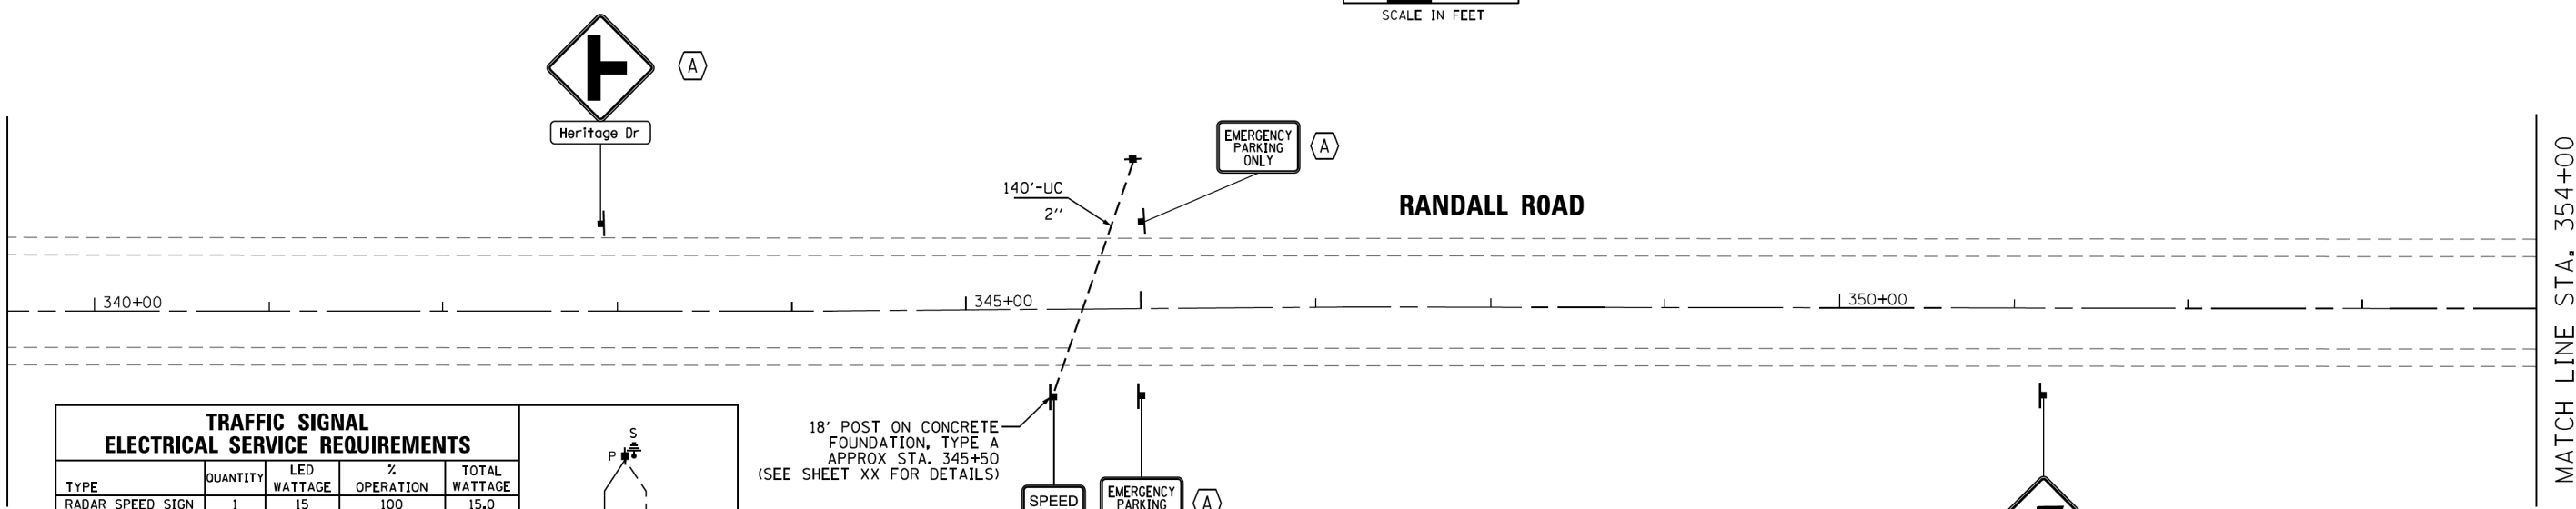 SCALE IN FEET
A
Heritage Dr
EMERGENCY
PARKING
ONLY
A
140'-UC
2''
RANDALL ROAD
340+00
345+00
350+00
MATCH LINE STA. 354+00
TRAFFIC SIGNAL
ELECTRICAL SERVICE REQUIREMENTS
TYPE QUANTITY LED WATTAGE % OPERATION TOTAL WATTAGE
RADAR SPEED SIGN 1 15 100 15.0
S
P
18' POST ON CONCRETE
FOUNDATION, TYPE A
APPROX STA. 345+50
(SEE SHEET XX FOR DETAILS)
SPEED
EMERGENCY
PARKING
A